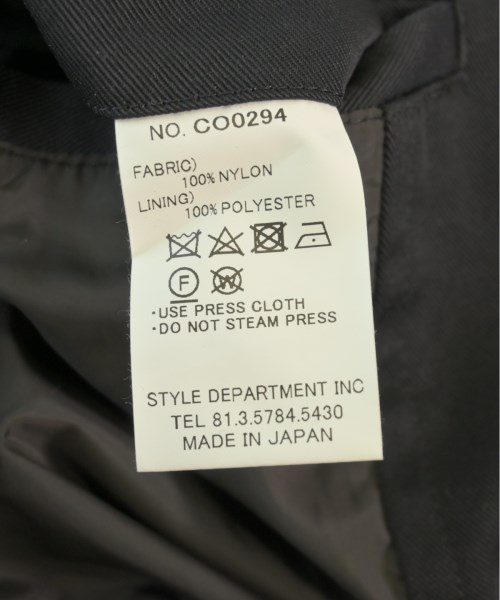 NO. CO0294
FABRIC)
100% NYLON
LINING)
100% POLYESTER
F W
·USE PRESS CLOTH
·DO NOT STEAM PRESS
STYLE DEPARTMENT INC
TEL 81.3.5784.5430
MADE IN JAPAN